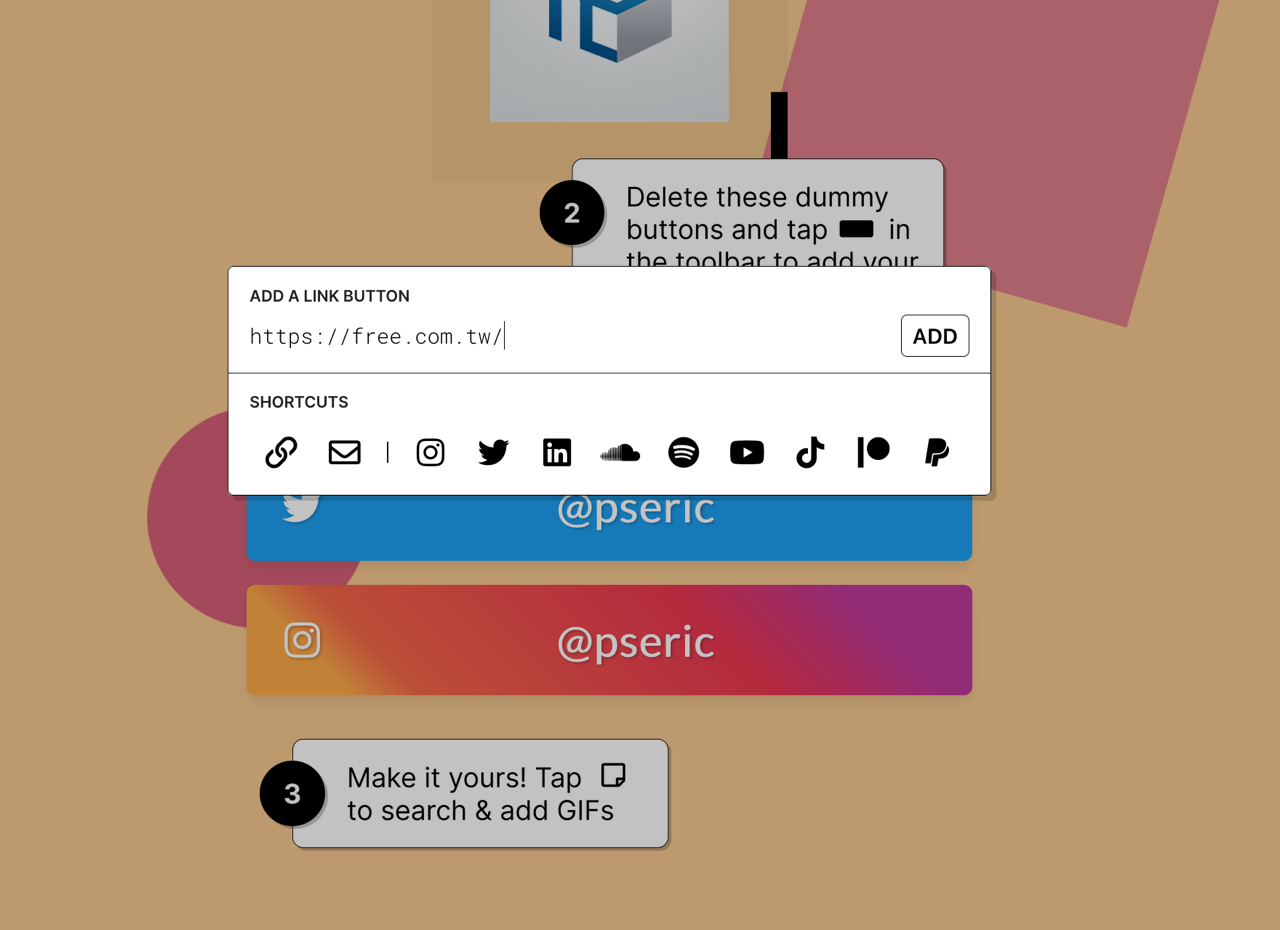 2
Delete these dummy
buttons and tap in
the toolbar to add your
ADD A LINK BUTTON
https://free.com.tw/
ADD
SHORTCUTS
@pseric
@pseric
3
Make it yours! Tap
to search & add GIFs